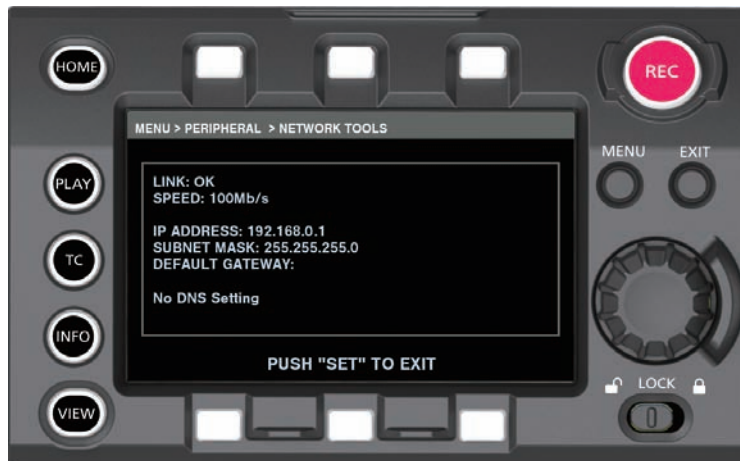 HOME
REC
MENU > PERIPHERAL > NETWORK TOOLS
MENU EXIT
PLAY
LINK: OK
SPEED: 100Mb/s
IP ADDRESS: 192.168.0.1
SUBNET MASK: 255.255.255.0
DEFAULT GATEWAY:
TC
No DNS Setting
INFO
PUSH "SET" TO EXIT
LOCK
VIEW